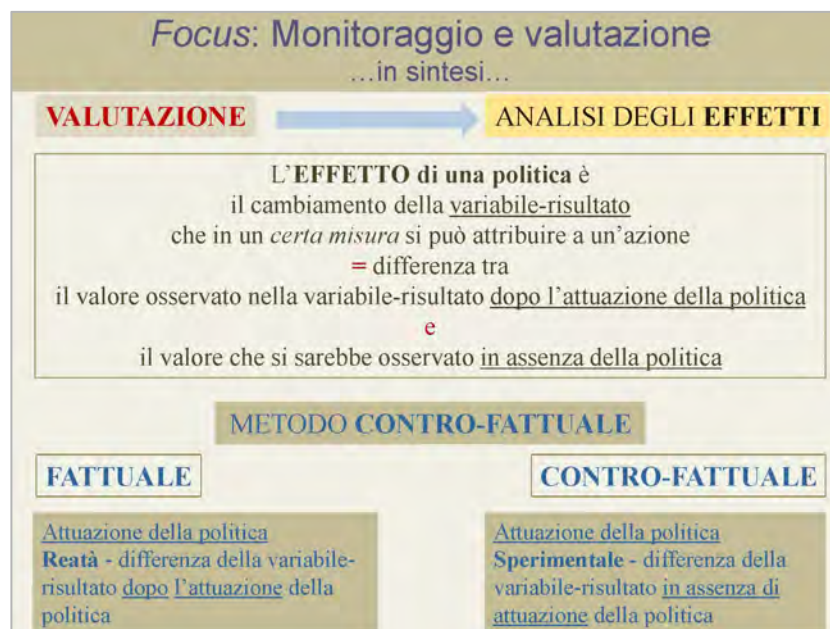 Focus: Monitoraggio e valutazione
…in sintesi…
VALUTAZIONE
ANALISI DEGLI EFFETTI
L'EFFETTO di una politica è
il cambiamento della variabile-risultato
che in un certa misura si può attribuire a un'azione
= differenza tra
il valore osservato nella variabile-risultato dopo l'attuazione della politica
e
il valore che si sarebbe osservato in assenza della politica
METODO CONTRO-FATTUALE
FATTUALE
Attuazione della politica
Reatà - differenza della variabile-
risultato dopo l'attuazione della
politica
CONTRO-FATTUALE
Attuazione della politica
Sperimentale - differenza della
variabile-risultato in assenza di
attuazione della politica